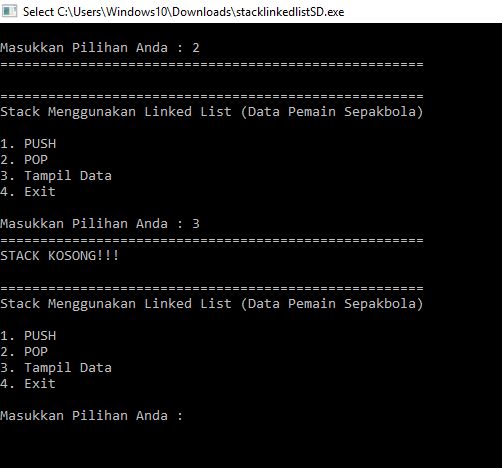 Select C:\Users\Windows10\Downloads\stacklinkedlistSD.exe
Masukkan Pilihan Anda : 2
=====================================================
=====================================================
Stack Menggunakan Linked List (Data Pemain Sepakbola)
1. PUSH
2. POP
3. Tampil Data
4. Exit
Masukkan Pilihan Anda : 3
=====================================================
STACK KOSONG!!!
=====================================================
Stack Menggunakan Linked List (Data Pemain Sepakbola)
1. PUSH
2. POP
3. Tampil Data
4. Exit
Masukkan Pilihan Anda :